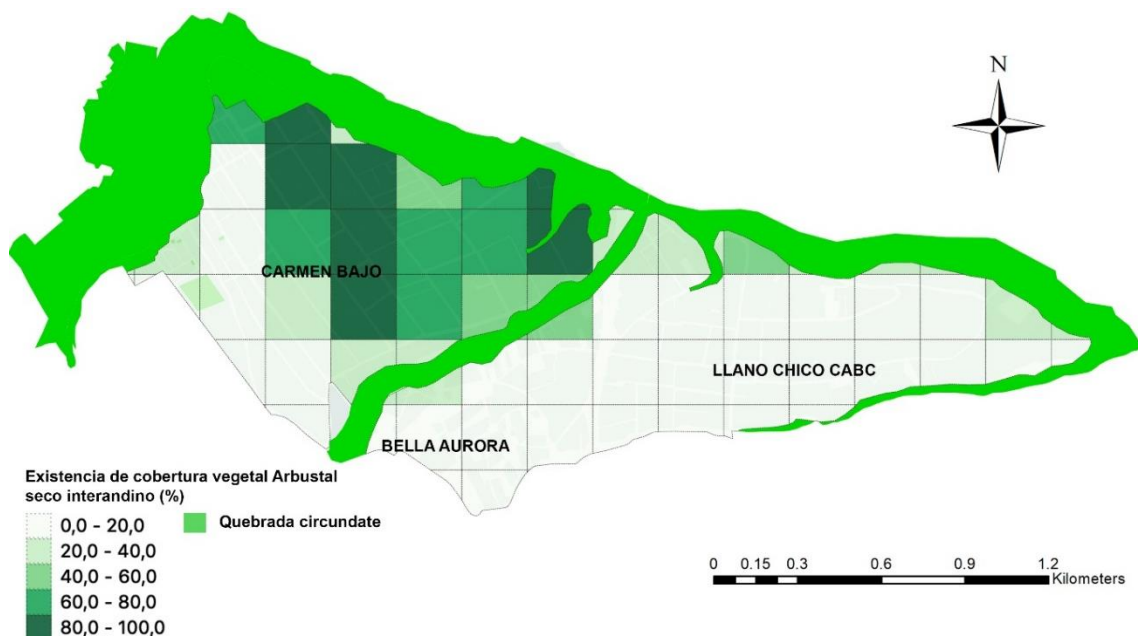 N
CARMEN BAJO
LLANO CHICO CABC
BELLA AURORA
Existencia de cobertura vegetal Arbustal
seco interandino (%)
0,0 - 20,0
20,0 - 40,0
40,0 - 60,0
60,0 - 80,0
80,0 - 100,0
Quebrada circundate
0 0.15 0.3 0.6 0.9 1.2
Kilometers